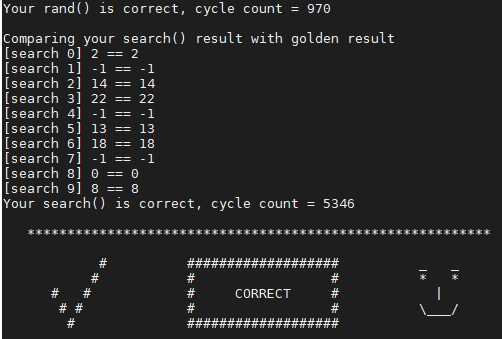 Your rand() is correct, cycle count = 970
Comparing your search() result with golden result
[search 0] 2 == 2
[search 1] -1 == -1
[search 2] 14 == 14
[search 3] 22 == 22
[search 4] -1 == -1
[search 5] 13 == 13
[search 6] 18 == 18
[search 7] -1 == -1
[search 8] 0 == 0
[search 9] 8 == 8
Your search() is correct, cycle count = 5346
**********************************************************
         #          ###################          _   _
        #           #                 #          *   *
   #   #            #     CORRECT     #            |
    # #             #                 #          \___/
     #              ###################